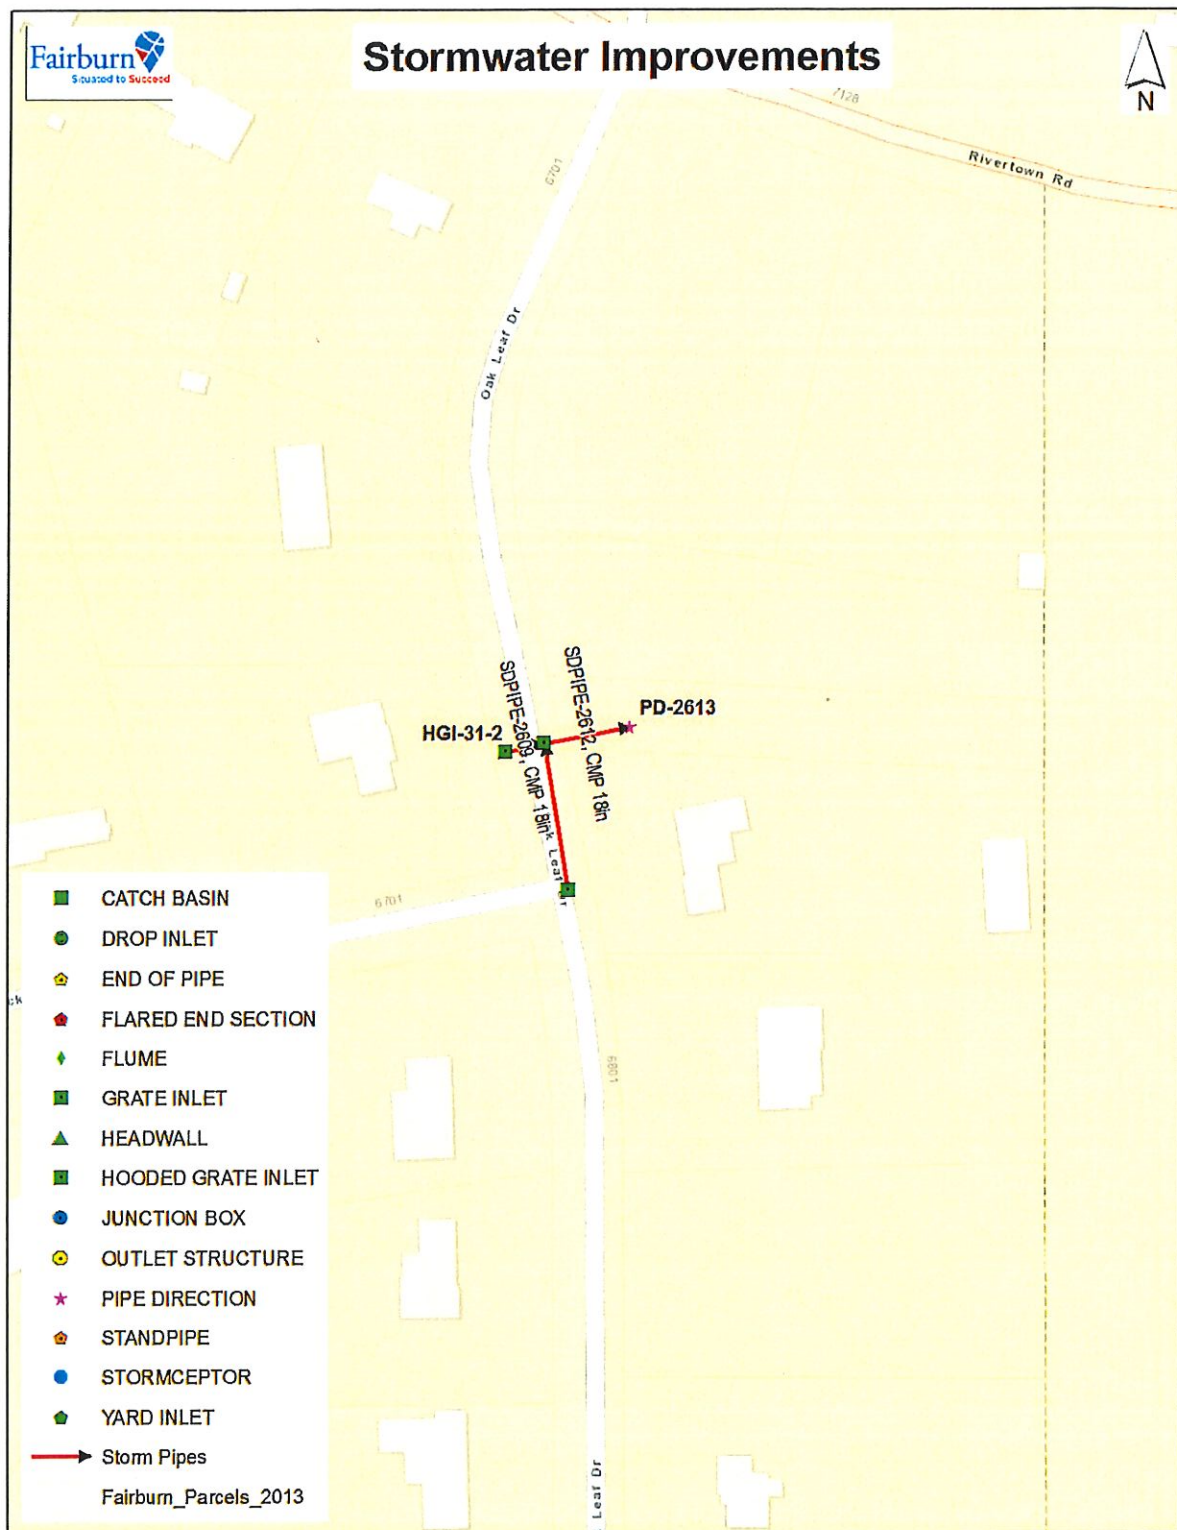 Fairburn
Situated to Succeed
Stormwater Improvements
N
7128
Rivertown Rd
6701
Oak Leaf Dr
SDPIPE-2609, CMP 18in
SDPIPE-2612, CMP 18in
PD-2613
HGI-31-2
k Leaf Dr
6701
ck
6801
Leaf Dr
CATCH BASIN
DROP INLET
END OF PIPE
FLARED END SECTION
FLUME
GRATE INLET
HEADWALL
HOODED GRATE INLET
JUNCTION BOX
OUTLET STRUCTURE
PIPE DIRECTION
STANDPIPE
STORMCEPTOR
YARD INLET
Storm Pipes
Fairburn_Parcels_2013